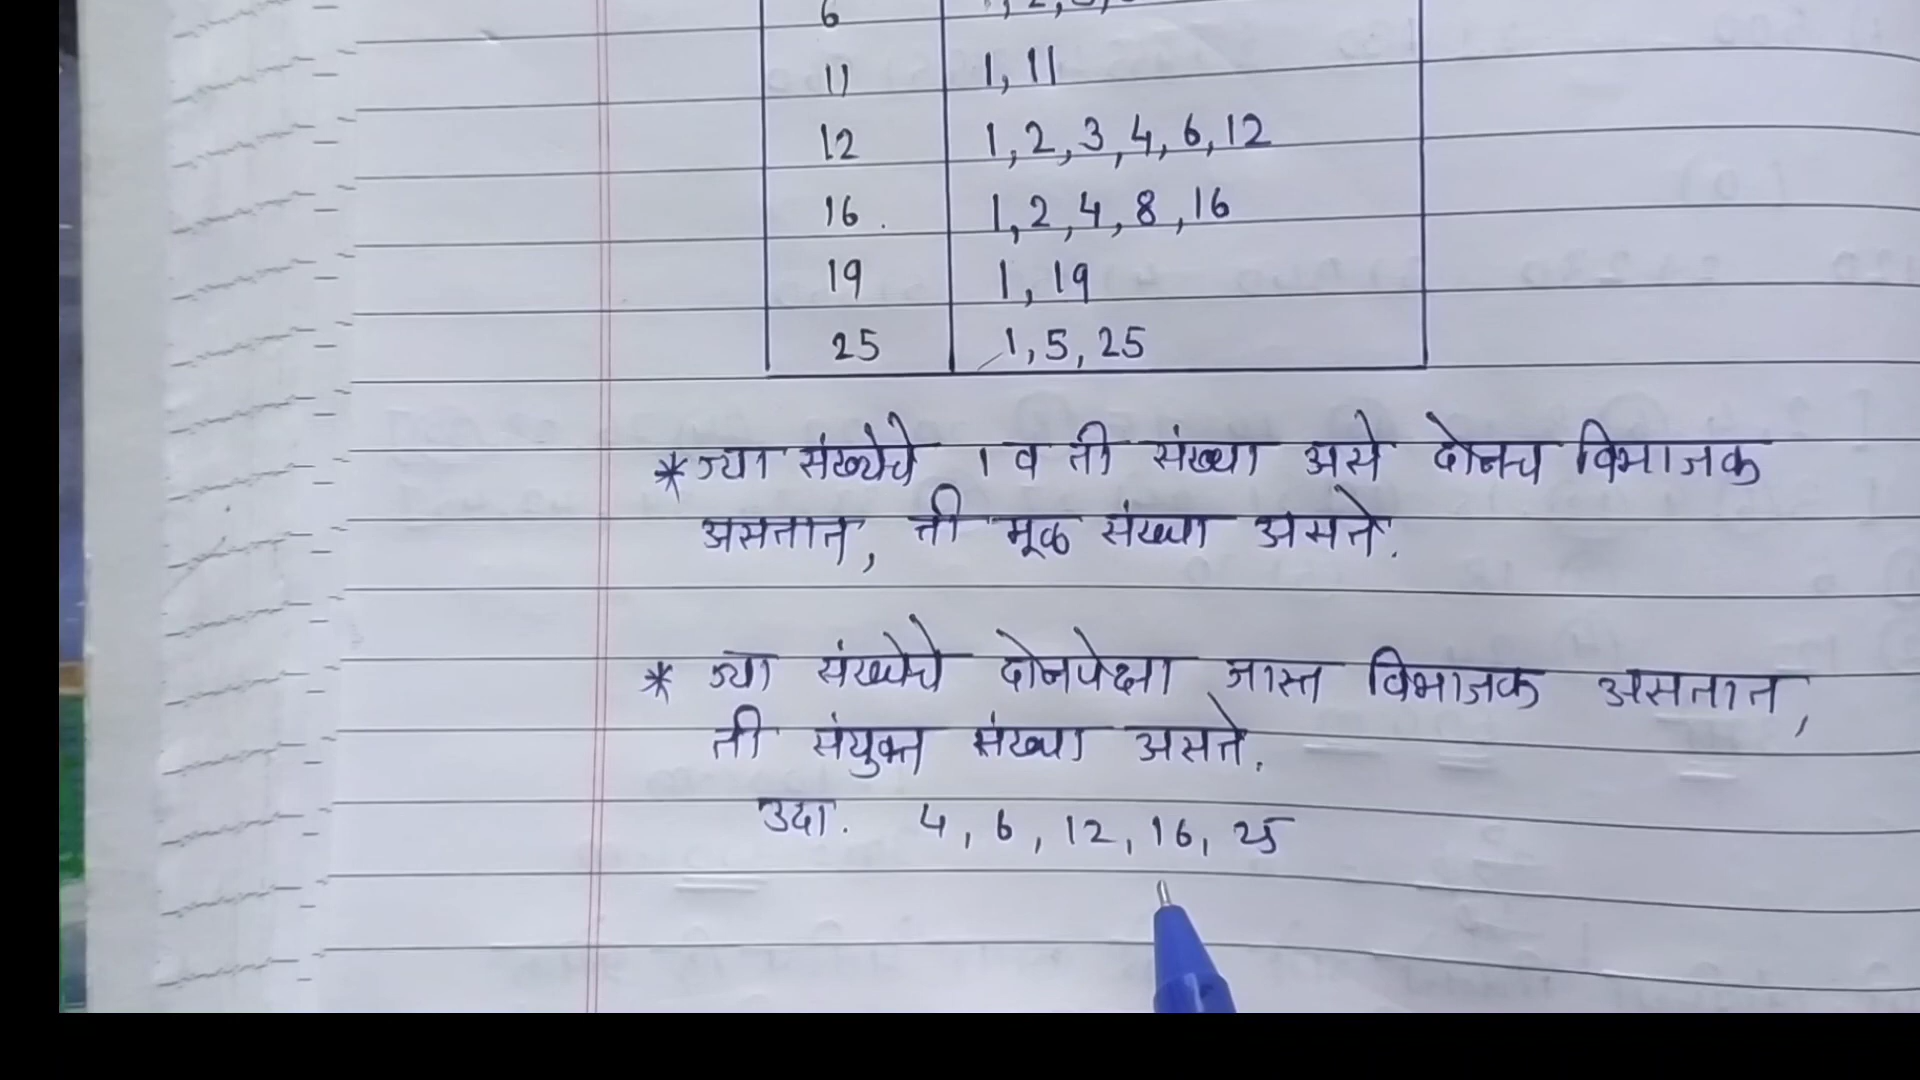 6
11 1, 11
12 1, 2, 3, 4, 6, 12
16 1, 2, 4, 8, 16
19 1, 19
25 1, 5, 25
* ज्या संख्येचे 1 व ती संख्या असे दोनच विभाजक
असतात, ती मूळ संख्या असते.
* ज्या संख्येचे दोनपेक्षा जास्त विभाजक असतात,
ती संयुक्त संख्या असते.
उदा. 4, 6, 12, 16, 25